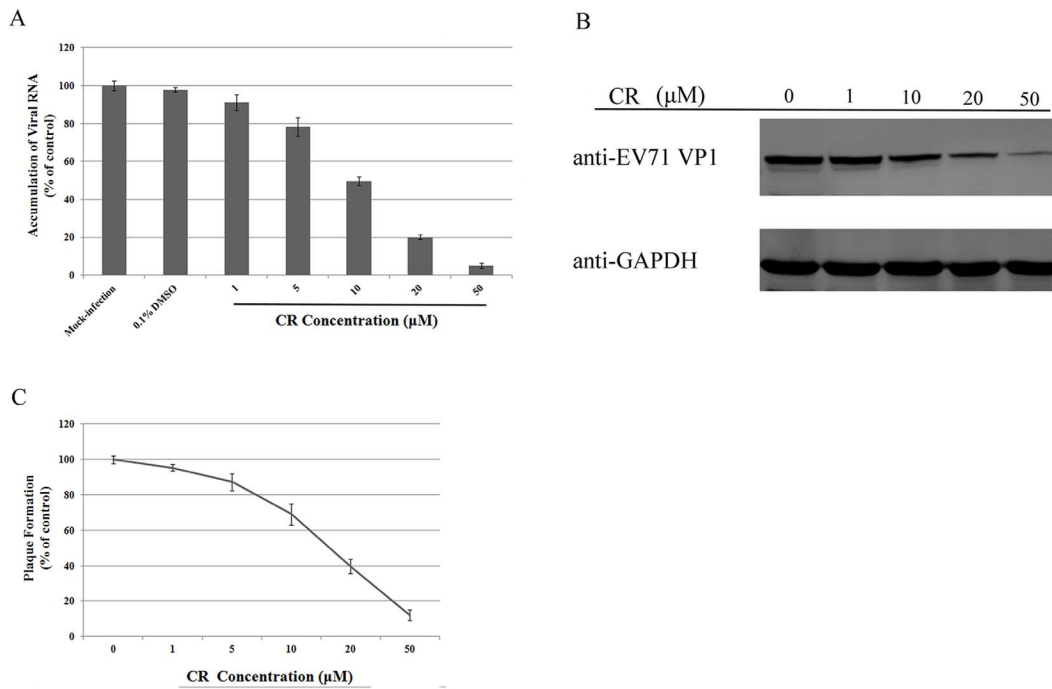 A
Accumulation of Viral RNA
(% of control)
120
100
80
60
40
20
0
Mock-infection
0.1% DMSO
1
5
10
20
50
CR Concentration (μM)
B
CR (μM) 0 1 10 20 50
anti-EV71 VP1
anti-GAPDH
C
Plaque Formation
(% of control)
120
100
80
60
40
20
0
0 1 5 10 20 50
CR Concentration (μM)